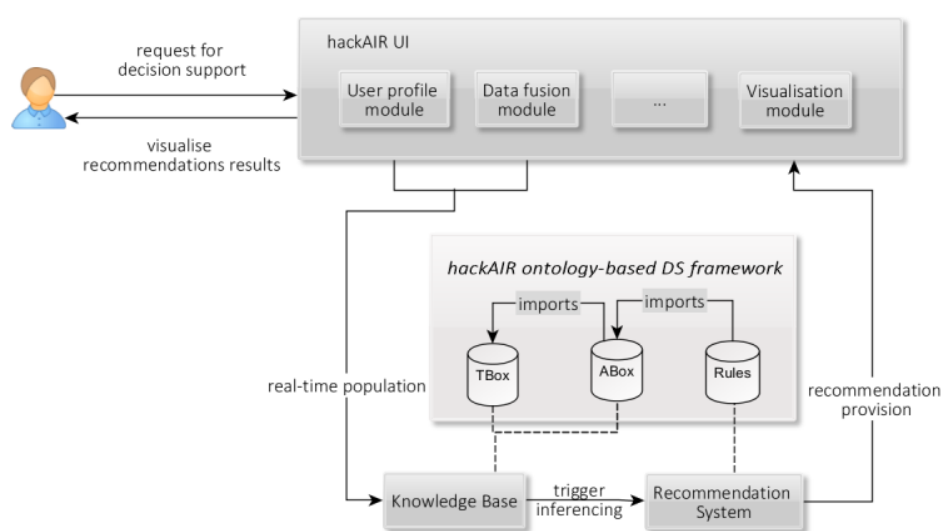 hackAIR UI
request for
decision support
User profile
module
Data fusion
module
...
Visualisation
module
visualise
recommendations results
hackAIR ontology-based DS framework
imports
imports
TBox
ABox
Rules
real-time population
recommendation
provision
Knowledge Base
trigger
inferencing
Recommendation
System